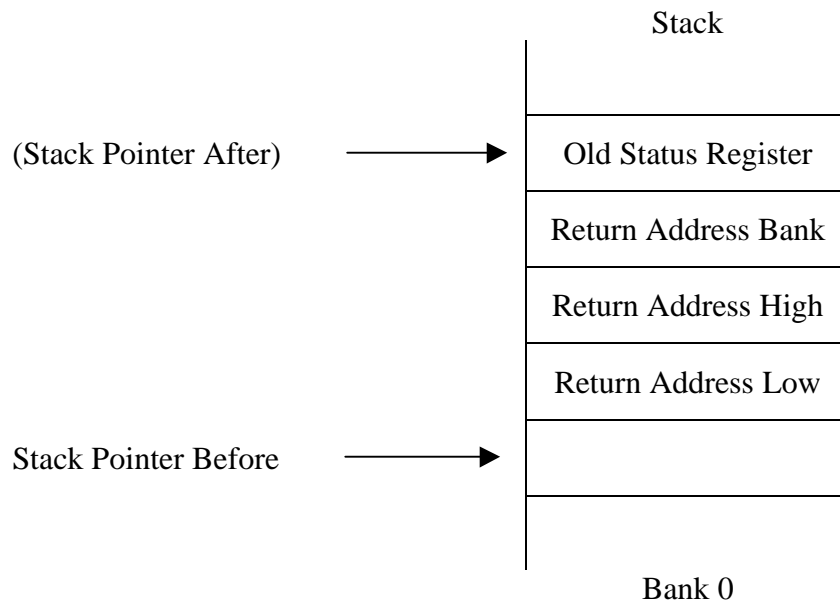 Stack
(Stack Pointer After)
Old Status Register
Return Address Bank
Return Address High
Return Address Low
Stack Pointer Before
Bank 0